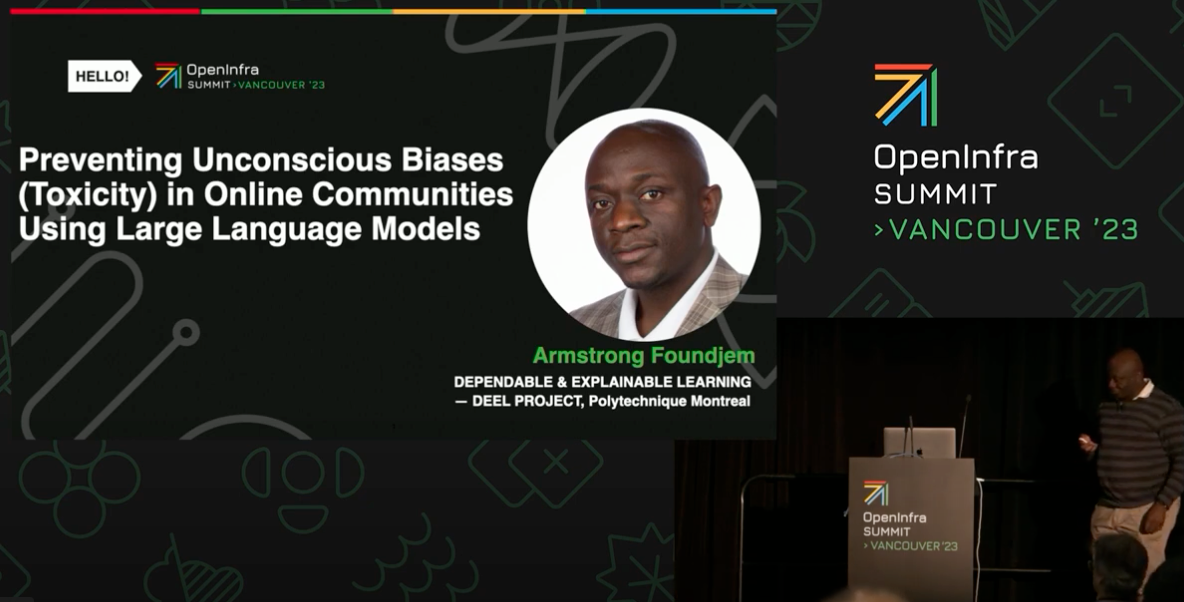 HELLO!
OpenInfra
SUMMIT›VANCOUVER '23
Preventing Unconscious Biases
(Toxicity) in Online Communities
Using Large Language Models
Armstrong Foundjem
DEPENDABLE & EXPLAINABLE LEARNING
— DEEL PROJECT, Polytechnique Montreal
OpenInfra
SUMMIT
›VANCOUVER '23
OpenInfra
SUMMIT
›VANCOUVER '23